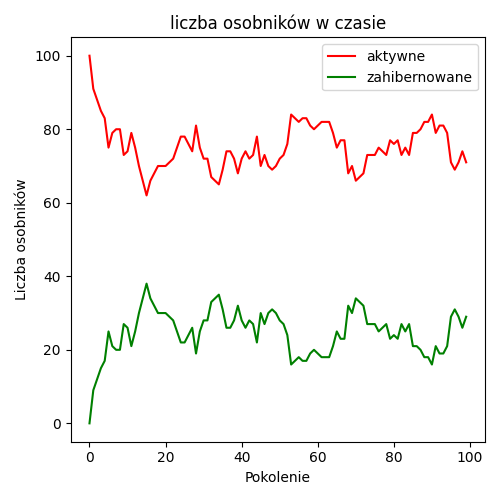 liczba osobników w czasie
aktywne
zahibernowane
Liczba osobników
100
80
60
40
20
0
0 20 40 60 80 100
Pokolenie